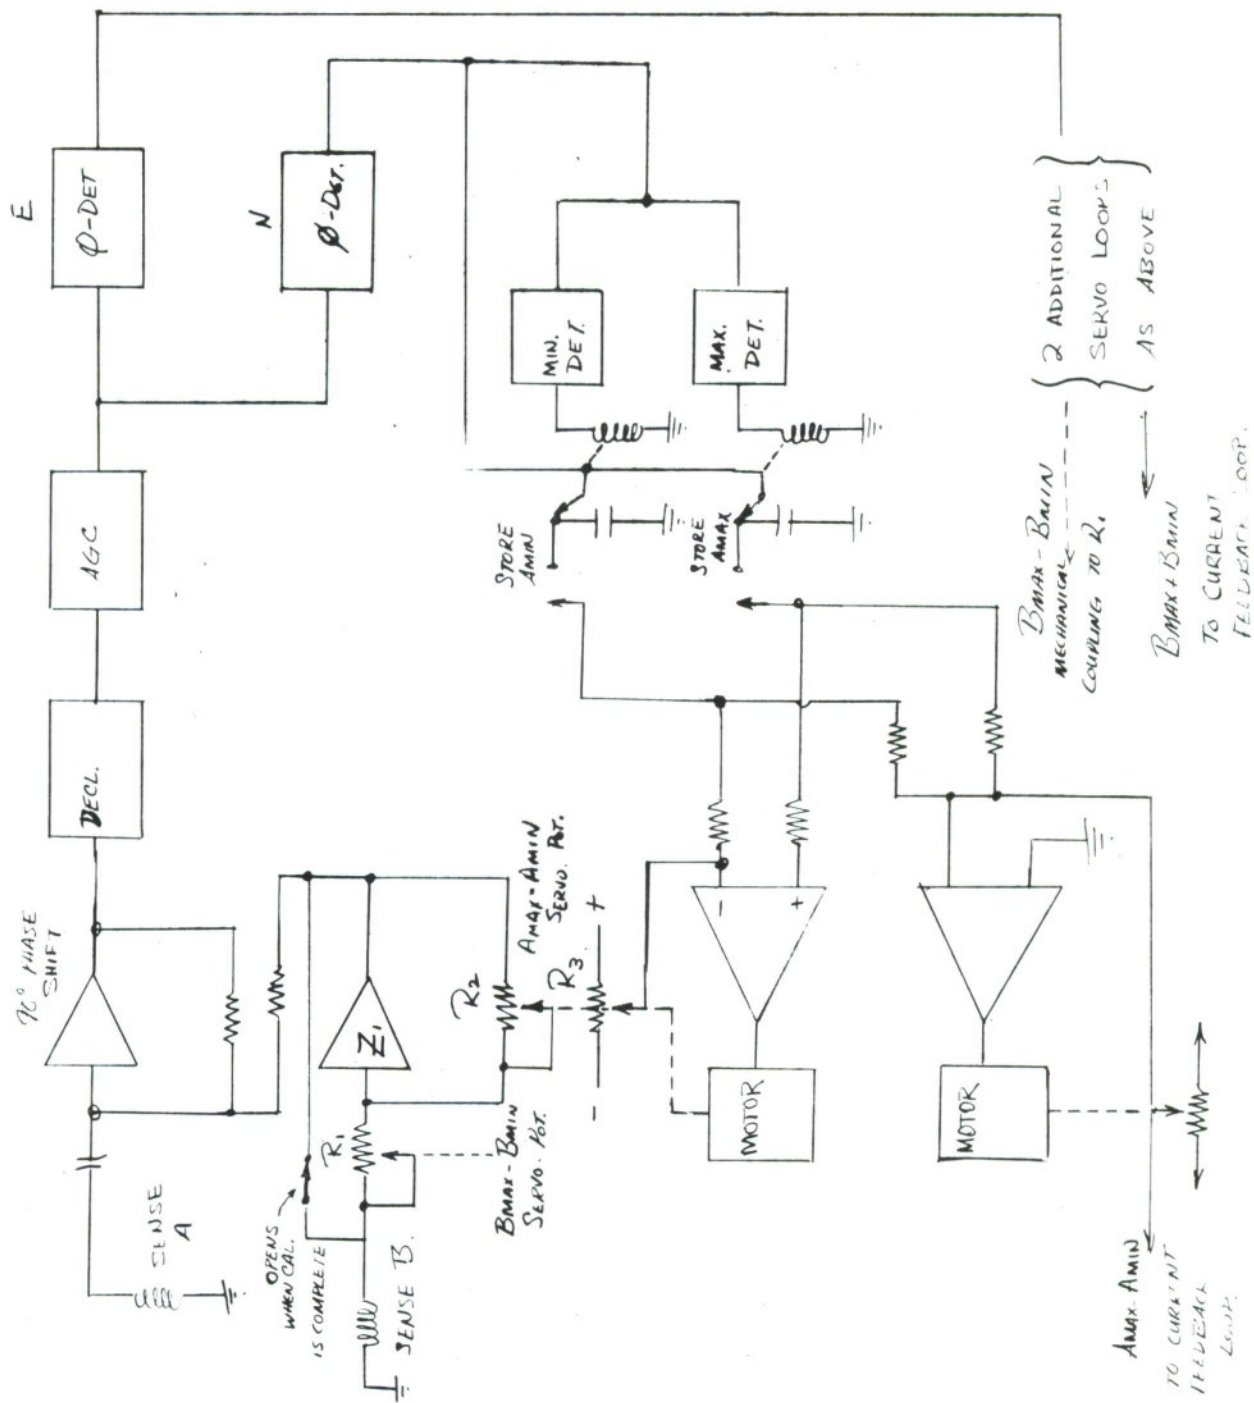 E
φ-DET
N
Ø-DET.
AGC
DECL.
90° PHASE
SHIFT
SENSE
A
OPENS
WHEN CAL.
IS COMPLETE
SENSE B.
R1
Z1
R2
BMAX-BMIN
SERVO. POT.
AMAX-AMIN
SERVO. POT.
R3
+
-
MIN.
DET.
MAX.
DET.
STORE
AMIN
STORE
AMAX
-
+
MOTOR
MOTOR
2 ADDITIONAL
SERVO LOOPS
AS ABOVE
BMAX-BMIN
MECHANICAL
COUPLING TO R1
BMAX+BMIN
TO CURRENT
FEEDBACK LOOP.
AMAX-AMIN
TO CURRENT
FEEDBACK
LOOP.